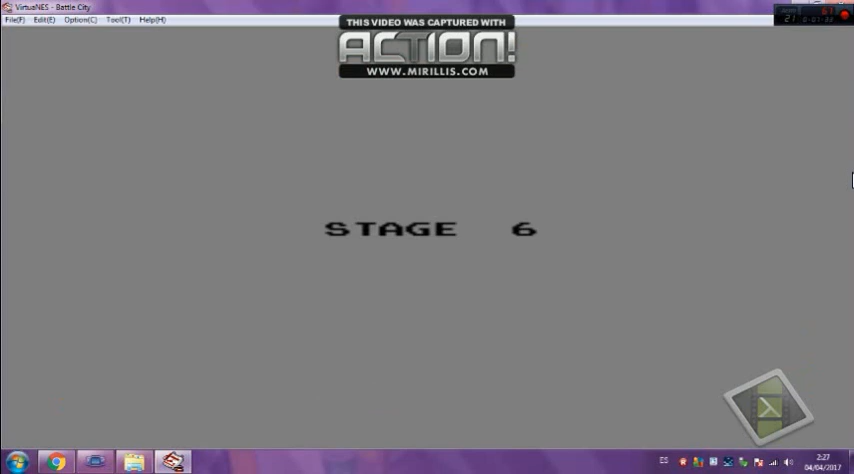 VirtuaNES - Battle City
File(F) Edit(E) Option(C) Tool(T) Help(H)
THIS VIDEO WAS CAPTURED WITH
ACTION!
WWW.MIRILLIS.COM
21
STAGE 6
ES
2:27
04/04/2017